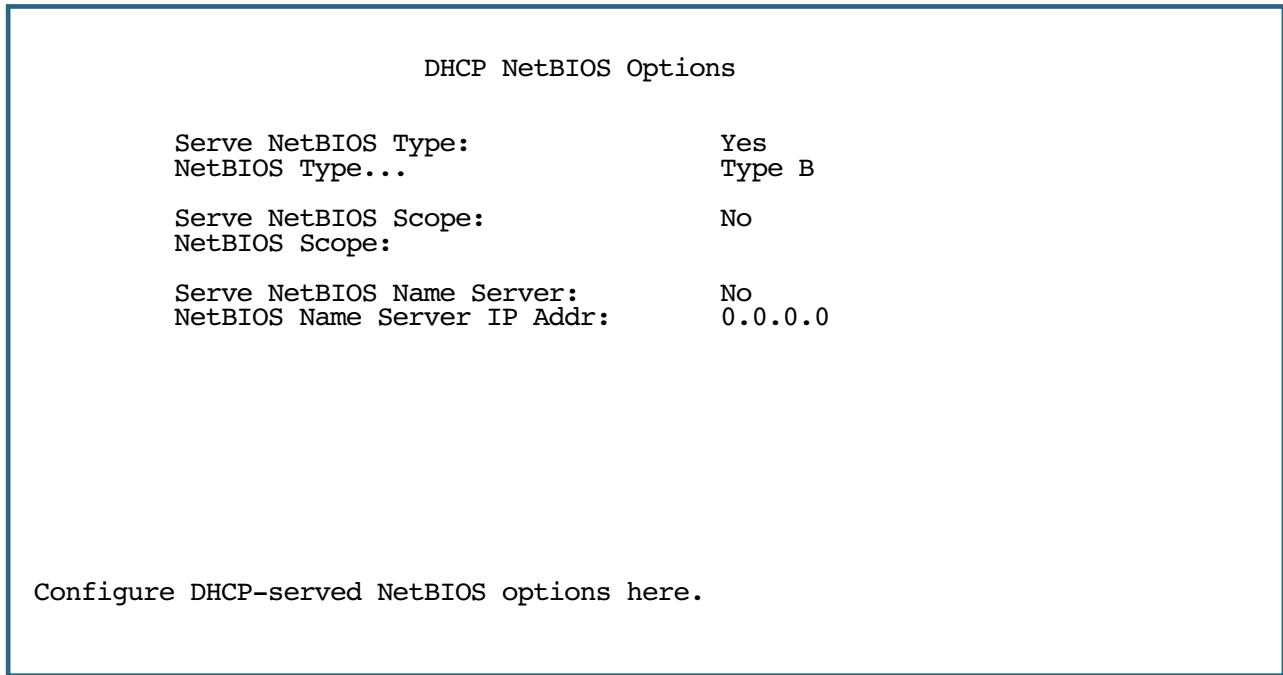 DHCP NetBIOS Options
Serve NetBIOS Type: Yes
NetBIOS Type... Type B
Serve NetBIOS Scope: No
NetBIOS Scope:
Serve NetBIOS Name Server: No
NetBIOS Name Server IP Addr: 0.0.0.0
Configure DHCP-served NetBIOS options here.